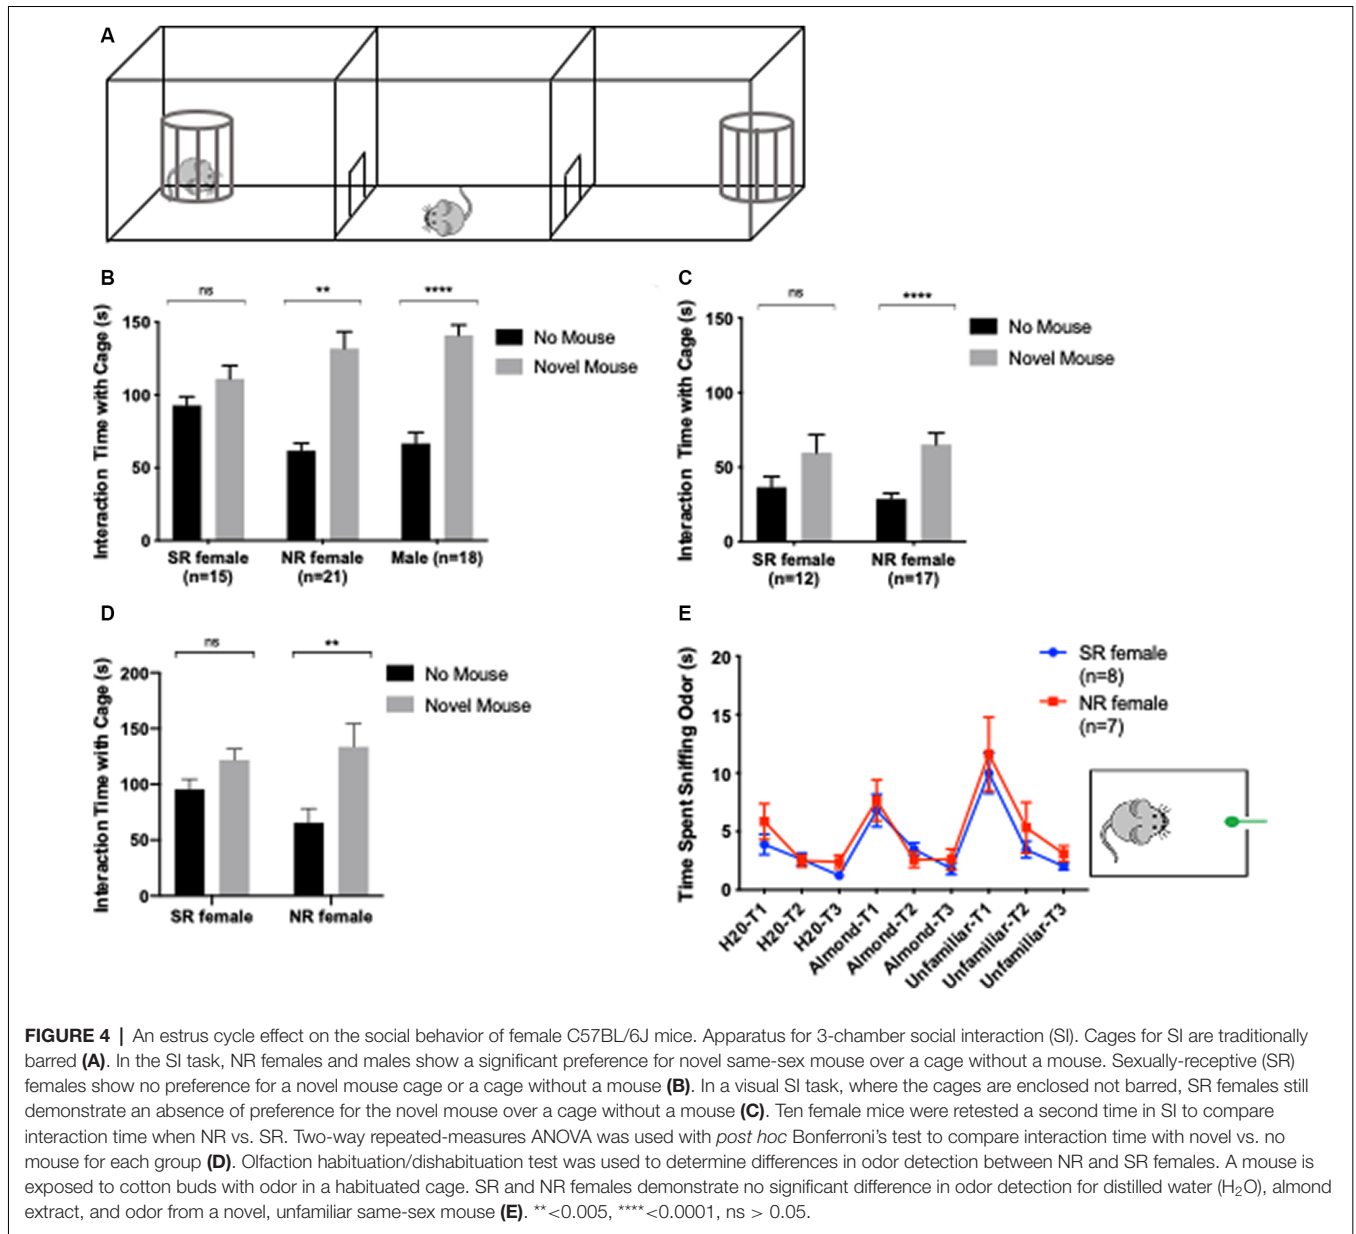 A
B
ns
**
****
Interaction Time with Cage (s)
150
100
50
0
No Mouse
Novel Mouse
SR female
(n=15)
NR female
(n=21)
Male (n=18)
C
ns
****
Interaction Time with Cage (s)
150
100
50
0
No Mouse
Novel Mouse
SR female
(n=12)
NR female
(n=17)
D
ns
**
Interaction Time with Cage (s)
200
150
100
50
0
No Mouse
Novel Mouse
SR female
NR female
E
Time Spent Sniffing Odor (s)
20
15
10
5
0
SR female
(n=8)
NR female
(n=7)
H20-T1
H20-T2
H20-T3
Almond-T1
Almond-T2
Almond-T3
Unfamiliar-T1
Unfamiliar-T2
Unfamiliar-T3
FIGURE 4 | An estrus cycle effect on the social behavior of female C57BL/6J mice. Apparatus for 3-chamber social interaction (SI). Cages for SI are traditionally
barred (A). In the SI task, NR females and males show a significant preference for novel same-sex mouse over a cage without a mouse. Sexually-receptive (SR)
females show no preference for a novel mouse cage or a cage without a mouse (B). In a visual SI task, where the cages are enclosed not barred, SR females still
demonstrate an absence of preference for the novel mouse over a cage without a mouse (C). Ten female mice were retested a second time in SI to compare
interaction time when NR vs. SR. Two-way repeated-measures ANOVA was used with post hoc Bonferroni's test to compare interaction time with novel vs. no
mouse for each group (D). Olfaction habituation/dishabituation test was used to determine differences in odor detection between NR and SR females. A mouse is
exposed to cotton buds with odor in a habituated cage. SR and NR females demonstrate no significant difference in odor detection for distilled water (H₂O), almond
extract, and odor from a novel, unfamiliar same-sex mouse (E). **<0.005, ****<0.0001, ns > 0.05.